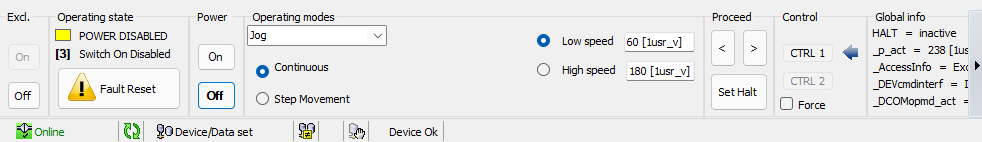 Excl.
On
Off
Operating state
POWER DISABLED
[3] Switch On Disabled
Fault Reset
Power
On
Off
Operating modes
Jog
Continuous
Step Movement
Low speed 60 [1usr_v]
High speed 180 [1usr_v]
Proceed
< >
Set Halt
Control
CTRL 1
CTRL 2
Force
Global info
HALT = inactive
_p_act = 238 [1us
_AccessInfo = Exc
_DEVcmdinterf = I
_DCOMopmd_act =
Online
Device/Data set
Device Ok